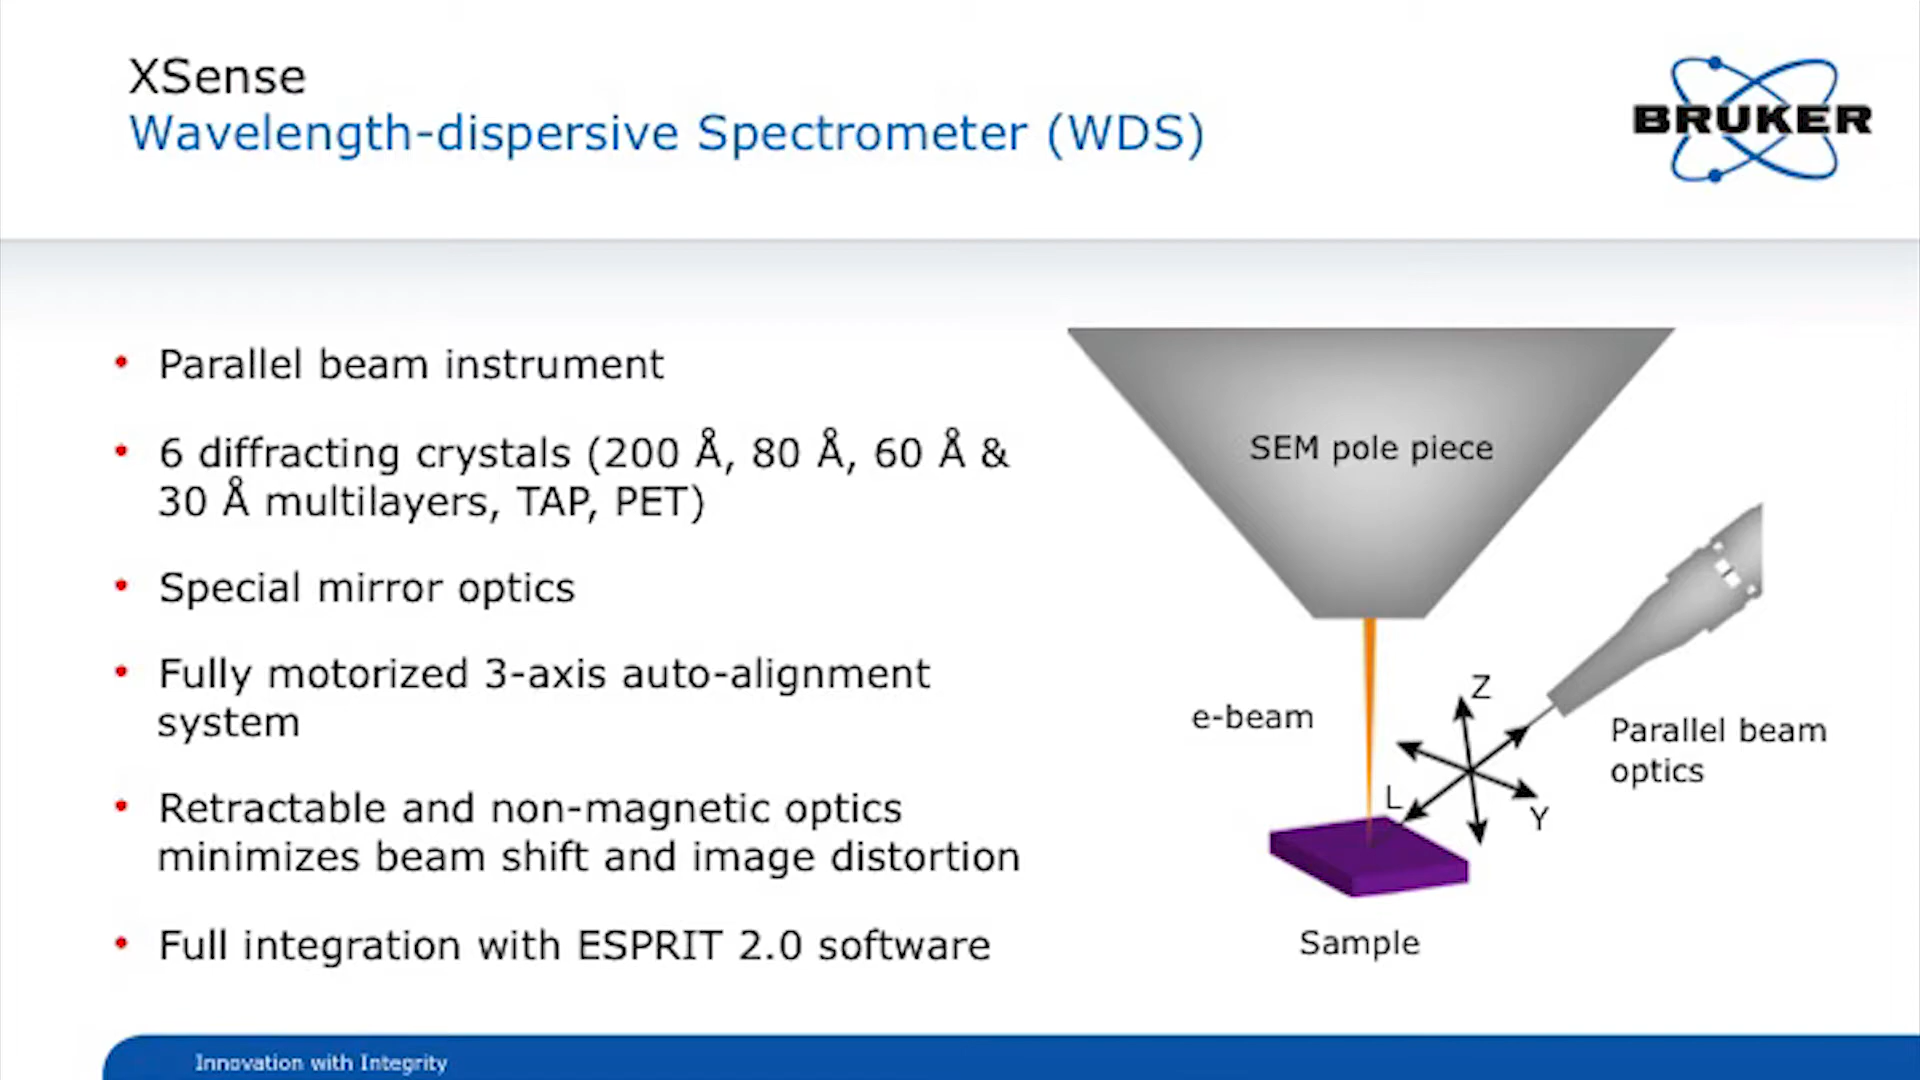 XSense
Wavelength-dispersive Spectrometer (WDS)
BRUKER
• Parallel beam instrument
• 6 diffracting crystals (200 Å, 80 Å, 60 Å &
30 Å multilayers, TAP, PET)
• Special mirror optics
• Fully motorized 3-axis auto-alignment
system
• Retractable and non-magnetic optics
minimizes beam shift and image distortion
• Full integration with ESPRIT 2.0 software
SEM pole piece
Z
e-beam
Parallel beam
optics
L
Y
Sample
Innovation with Integrity